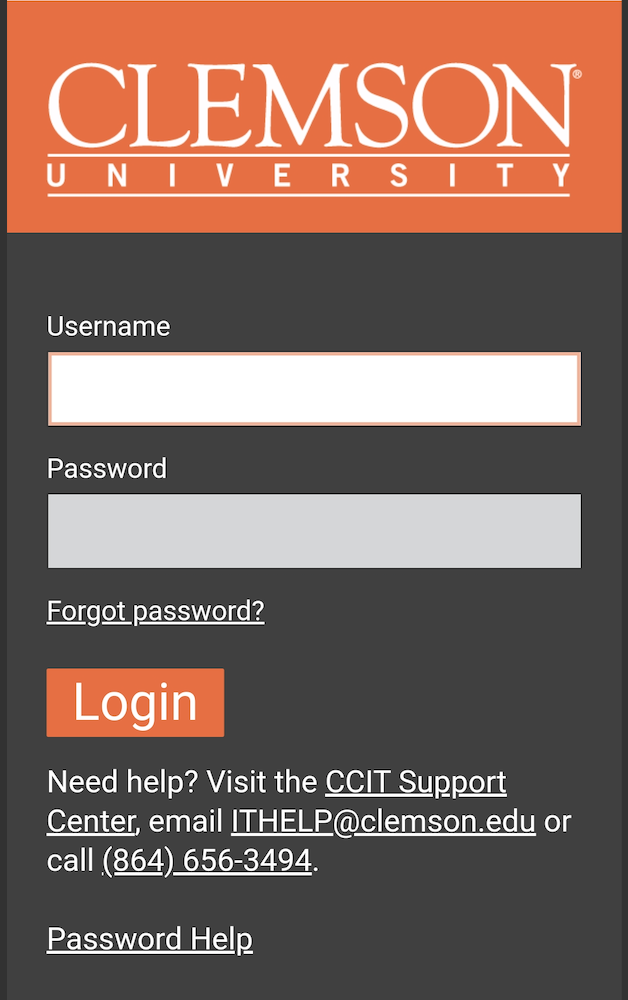 CLEMSON®
UNIVERSITY
Username
Password
Forgot password?
Login
Need help? Visit the CCIT Support
Center, email ITHELP@clemson.edu or
call (864) 656-3494.
Password Help